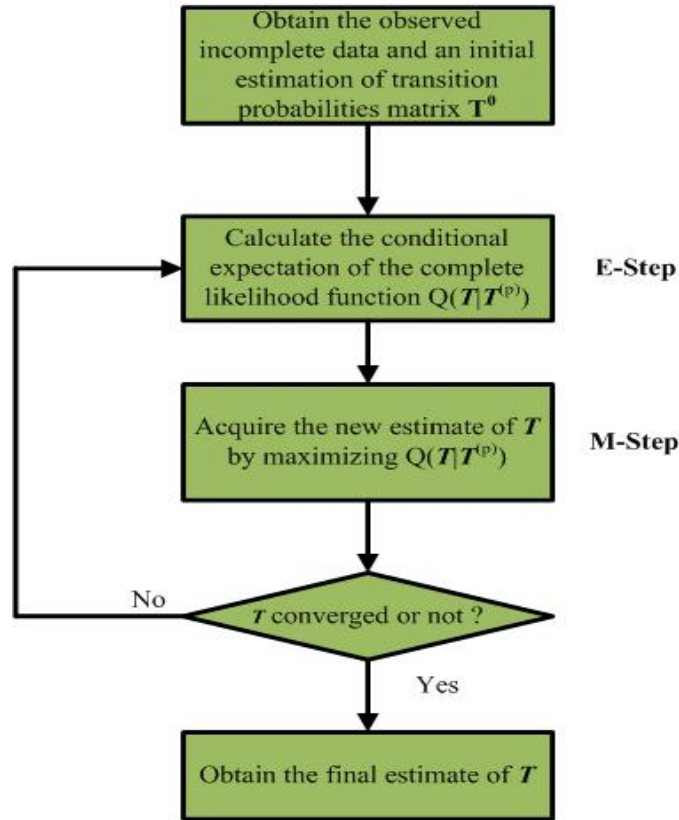 Obtain the observed
incomplete data and an initial
estimation of transition
probabilities matrix T⁰
Calculate the conditional
expectation of the complete
likelihood function Q(T|T⁽ᵖ⁾)
E-Step
Acquire the new estimate of T
by maximizing Q(T|T⁽ᵖ⁾)
M-Step
No
T converged or not ?
Yes
Obtain the final estimate of T